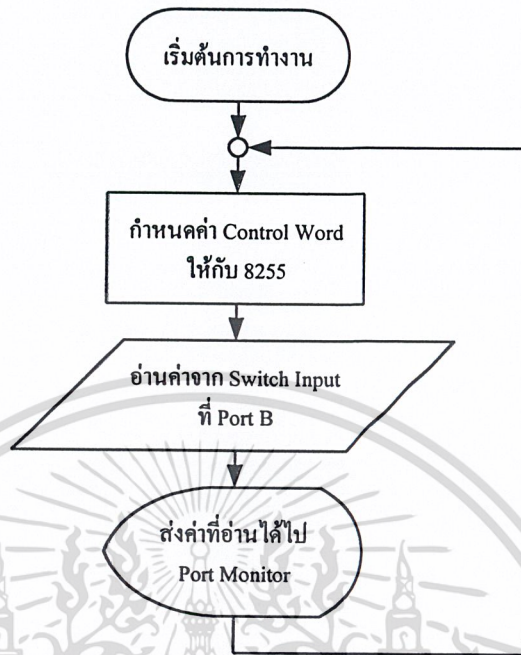 เริ่มต้นการทำงาน
กำหนดค่า Control Word
ให้กับ 8255
อ่านค่าจาก Switch Input
ที่ Port B
ส่งค่าที่อ่านได้ไป
Port Monitor